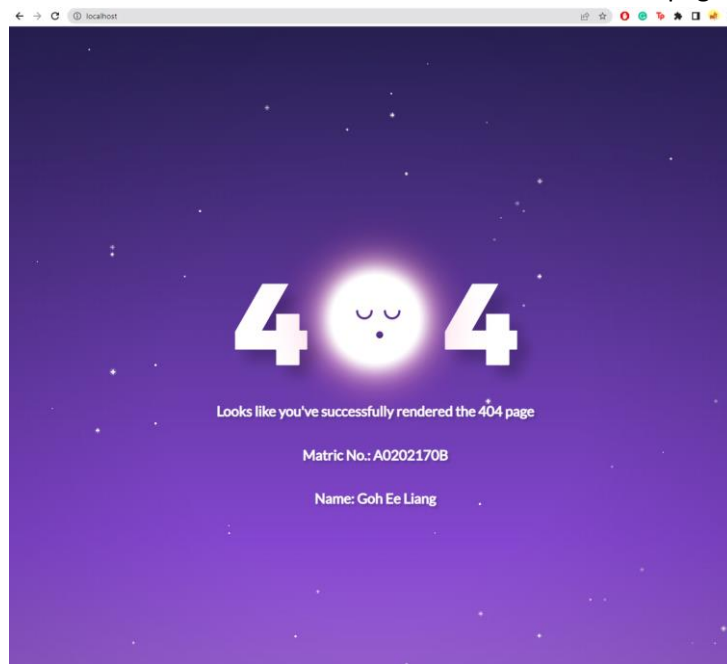 pag
localhost
4 4
Looks like you've successfully rendered the 404 page
Matric No.: A0202170B
Name: Goh Ee Liang